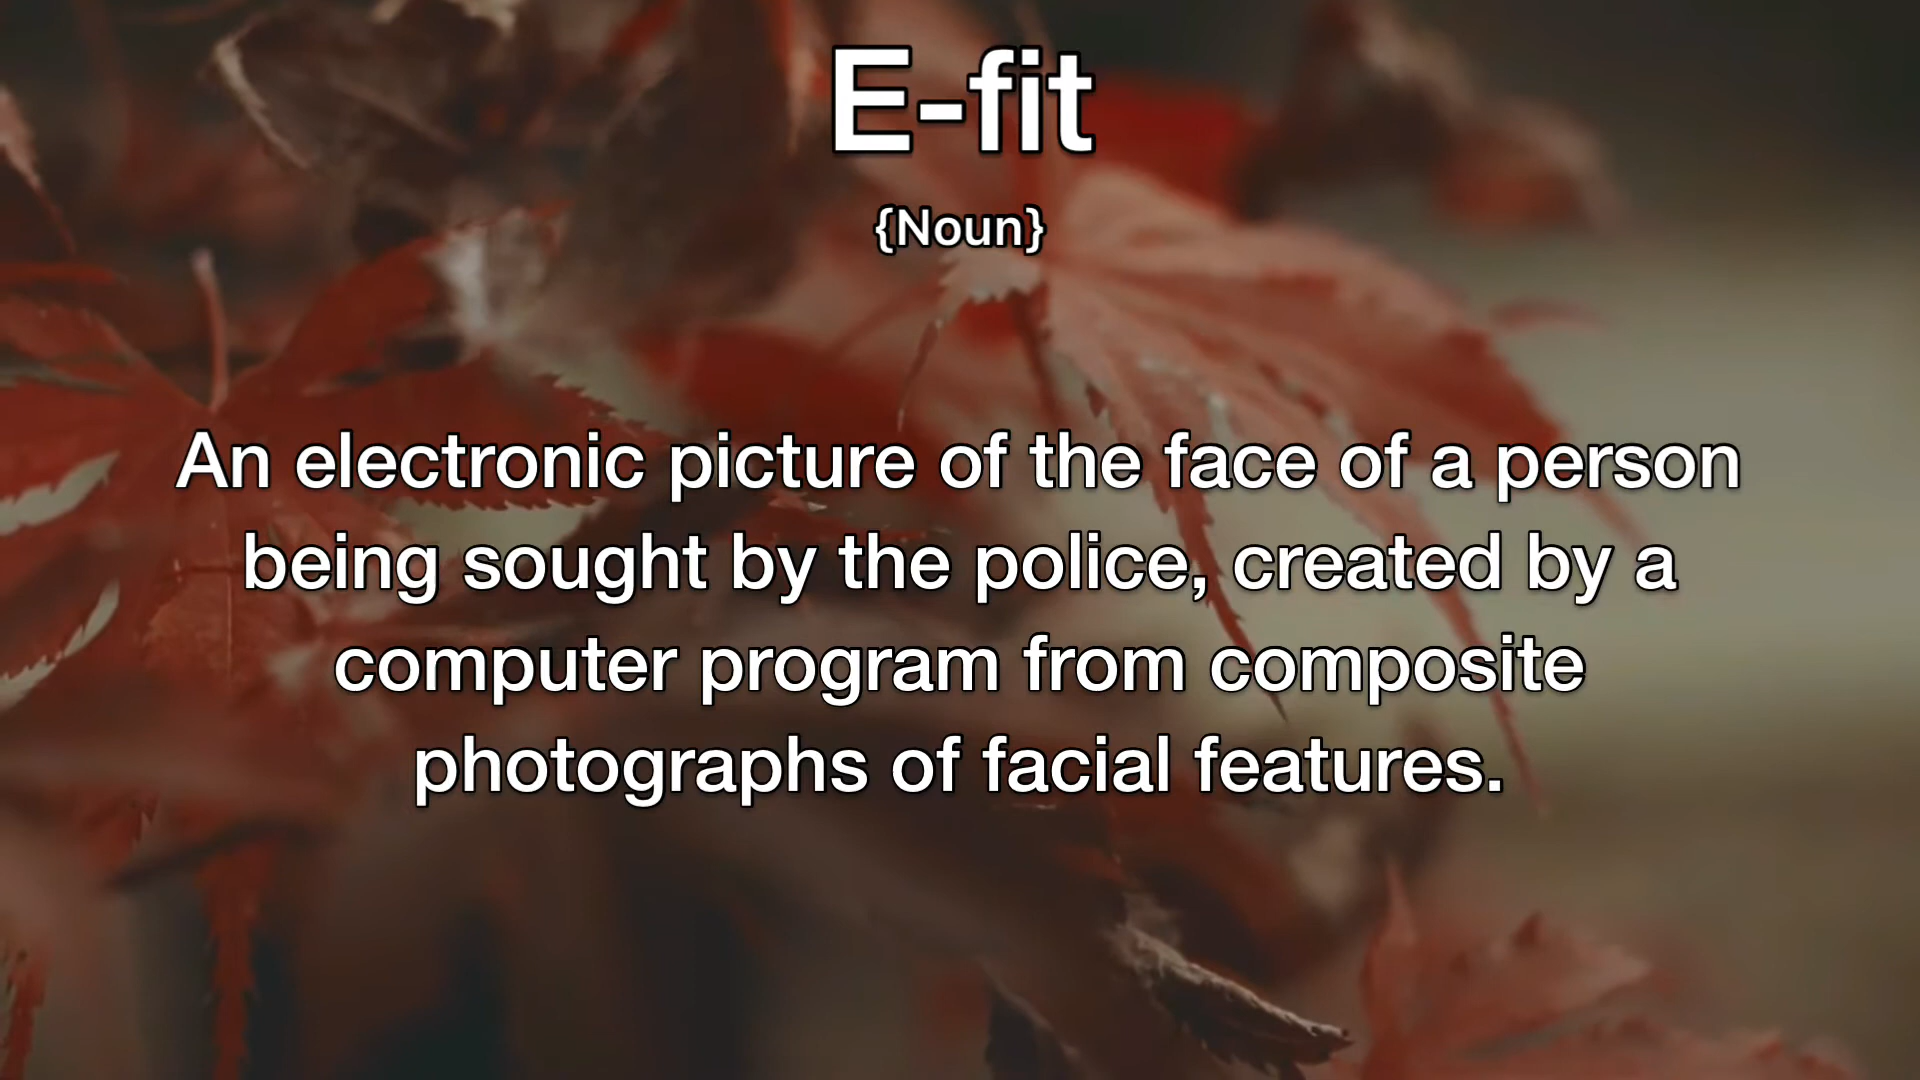 E-fit
{Noun}
An electronic picture of the face of a person
being sought by the police, created by a
computer program from composite
photographs of facial features.